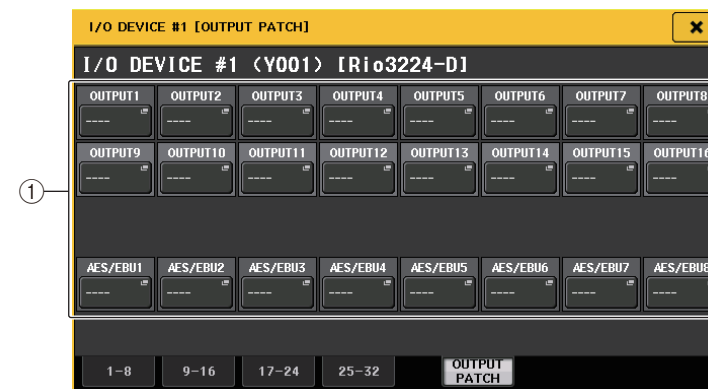 I/O DEVICE #1 [OUTPUT PATCH]
I/O DEVICE #1 (Y001) [Rio3224-D]
OUTPUT1 OUTPUT2 OUTPUT3 OUTPUT4 OUTPUT5 OUTPUT6 OUTPUT7 OUTPUT8
---- ---- ---- ---- ---- ---- ---- ----
OUTPUT9 OUTPUT10 OUTPUT11 OUTPUT12 OUTPUT13 OUTPUT14 OUTPUT15 OUTPUT16
---- ---- ---- ---- ---- ---- ---- ----
①
AES/EBU1 AES/EBU2 AES/EBU3 AES/EBU4 AES/EBU5 AES/EBU6 AES/EBU7 AES/EBU8
---- ---- ---- ---- ---- ---- ---- ----
1-8 9-16 17-24 25-32 OUTPUT
PATCH